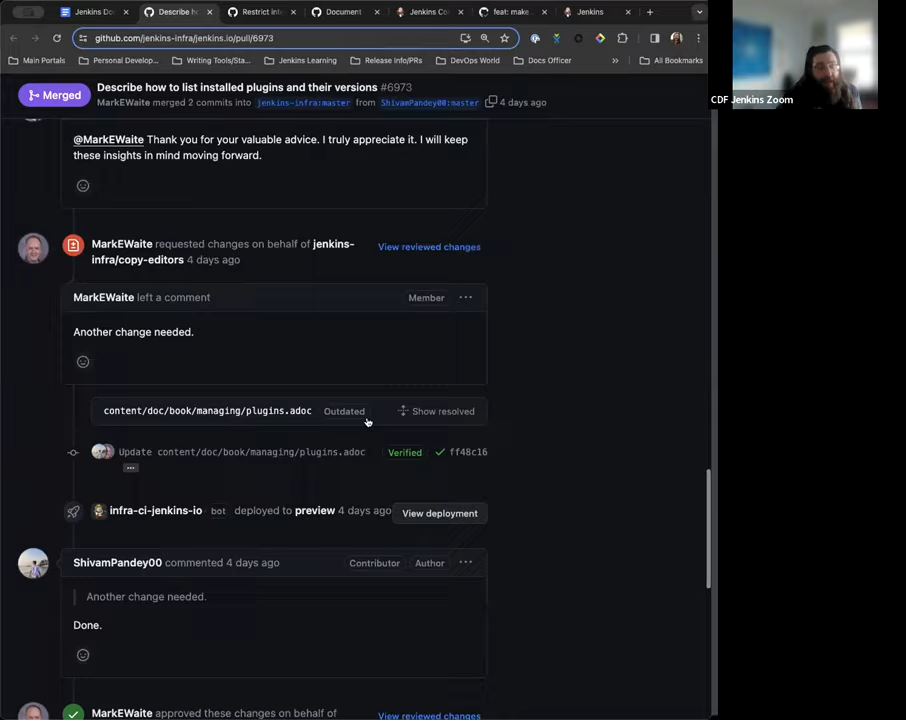 Jenkins Do
Describe h
Restrict inte
Document
Jenkins Co
feat: make
Jenkins
github.com/jenkins-infra/jenkins.io/pull/6973
Main Portals
Personal Develop...
Writing Tools/Sta...
Jenkins Learning
Release Info/PRs
DevOps World
Docs Officer
»
All Bookmarks
Merged
Describe how to list installed plugins and their versions #6973
MarkEWaite merged 2 commits into jenkins-infra:master from ShivamPandey00:master 4 days ago
CDF Jenkins Zoom
@MarkEWaite Thank you for your valuable advice. I truly appreciate it. I will keep
these insights in mind moving forward.
MarkEWaite requested changes on behalf of jenkins-
infra/copy-editors 4 days ago
View reviewed changes
MarkEWaite left a comment
Member
Another change needed.
content/doc/book/managing/plugins.adoc
Outdated
Show resolved
Update content/doc/book/managing/plugins.adoc
Verified
ff48c16
infra-ci-jenkins-io bot deployed to preview 4 days ago
View deployment
ShivamPandey00 commented 4 days ago
Contributor
Author
Another change needed.
Done.
MarkEWaite approved these changes on behalf of
View reviewed changes